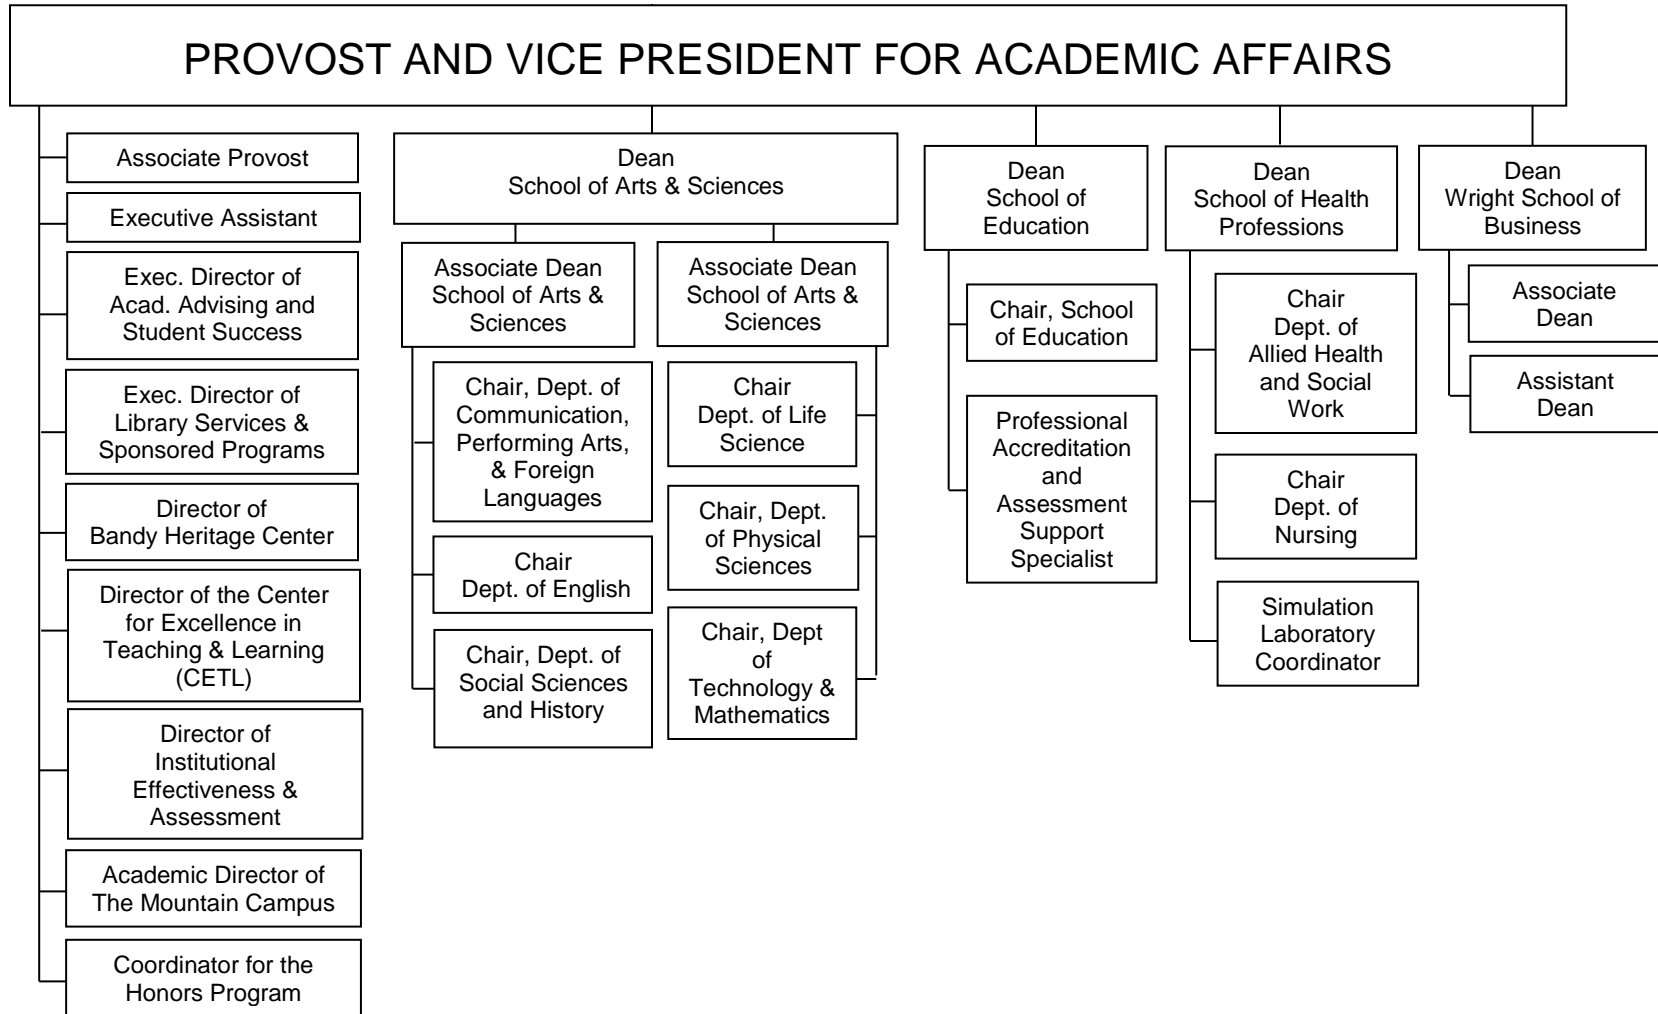 PROVOST AND VICE PRESIDENT FOR ACADEMIC AFFAIRS
Associate Provost
Executive Assistant
Exec. Director of
Acad. Advising and
Student Success
Exec. Director of
Library Services &
Sponsored Programs
Director of
Bandy Heritage Center
Director of the Center
for Excellence in
Teaching & Learning
(CETL)
Director of
Institutional
Effectiveness &
Assessment
Academic Director of
The Mountain Campus
Coordinator for the
Honors Program
Dean
School of Arts & Sciences
Associate Dean
School of Arts &
Sciences
Chair, Dept. of
Communication,
Performing Arts,
& Foreign
Languages
Chair
Dept. of English
Chair, Dept. of
Social Sciences
and History
Associate Dean
School of Arts &
Sciences
Chair
Dept. of Life
Science
Chair, Dept.
of Physical
Sciences
Chair, Dept
of
Technology &
Mathematics
Dean
School of
Education
Chair, School
of Education
Professional
Accreditation
and
Assessment
Support
Specialist
Dean
School of Health
Professions
Chair
Dept. of
Allied Health
and Social
Work
Chair
Dept. of
Nursing
Simulation
Laboratory
Coordinator
Dean
Wright School of
Business
Associate
Dean
Assistant
Dean